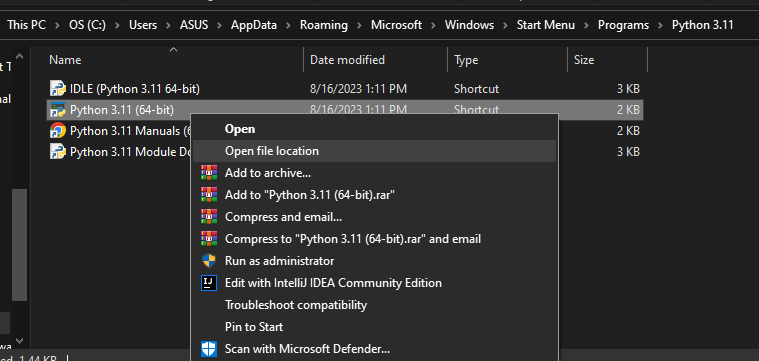 This PC > OS (C:) > Users > ASUS > AppData > Roaming > Microsoft > Windows > Start Menu > Programs > Python 3.11
Name Date modified Type Size
IDLE (Python 3.11 64-bit) 8/16/2023 1:11 PM Shortcut 3 KB
Python 3.11 (64-bit) 8/16/2023 1:11 PM Shortcut 2 KB
Python 3.11 Manuals (6 2 KB
Python 3.11 Module Do 3 KB
Open
Open file location
Add to archive...
Add to "Python 3.11 (64-bit).rar"
Compress and email...
Compress to "Python 3.11 (64-bit).rar" and email
Run as administrator
Edit with IntelliJ IDEA Community Edition
Troubleshoot compatibility
Pin to Start
Scan with Microsoft Defender...
1.44 KB